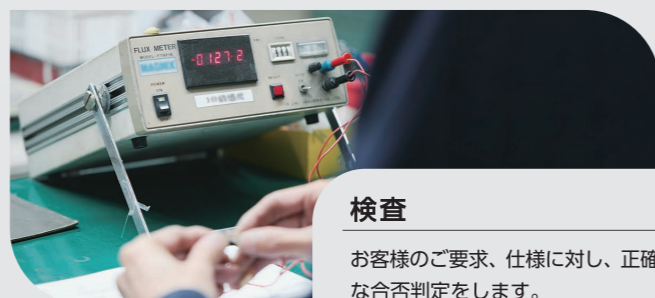 FLUX METER
-0127-2
POWER
ON
検査
お客様のご要求、仕様に対し、正確
な合否判定をします。